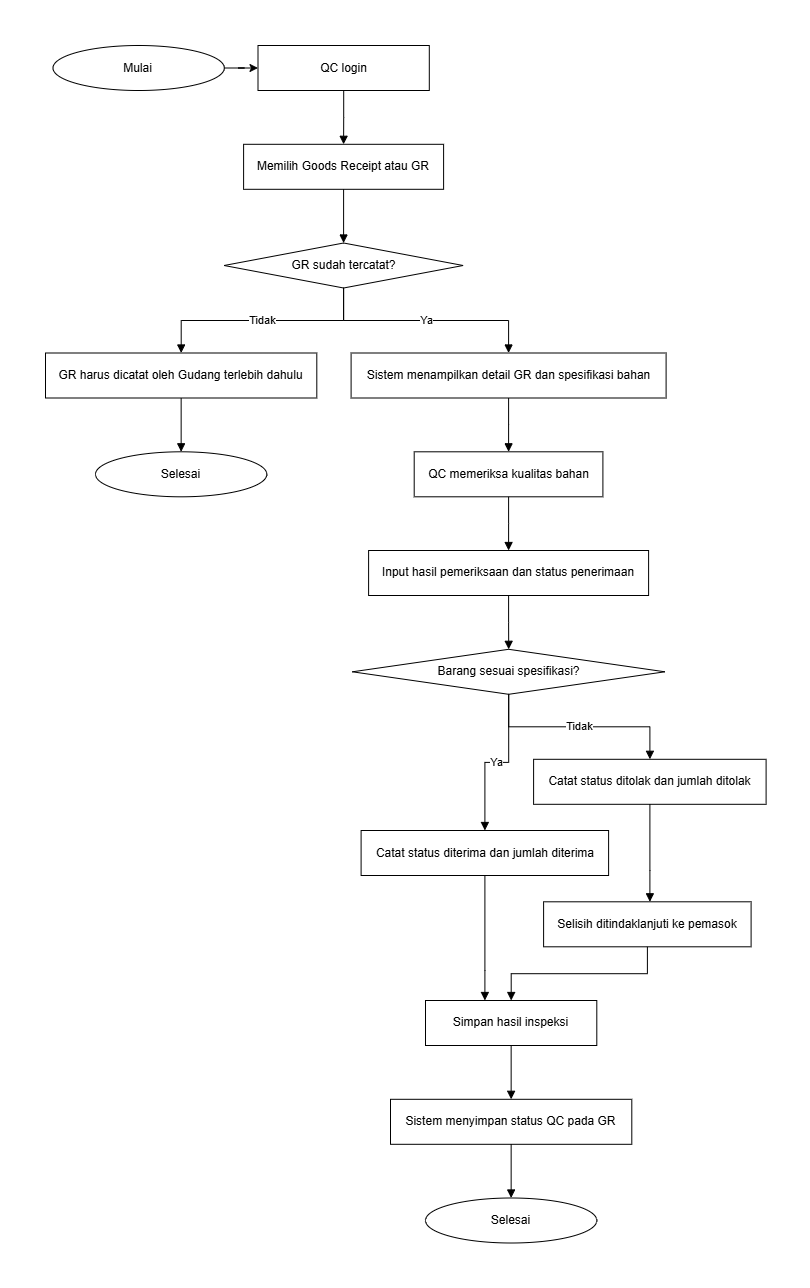 Mulai
QC login
Memilih Goods Receipt atau GR
GR sudah tercatat?
Tidak
Ya
GR harus dicatat oleh Gudang terlebih dahulu
Sistem menampilkan detail GR dan spesifikasi bahan
Selesai
QC memeriksa kualitas bahan
Input hasil pemeriksaan dan status penerimaan
Barang sesuai spesifikasi?
Tidak
Ya
Catat status ditolak dan jumlah ditolak
Catat status diterima dan jumlah diterima
Selisih ditindaklanjuti ke pemasok
Simpan hasil inspeksi
Sistem menyimpan status QC pada GR
Selesai